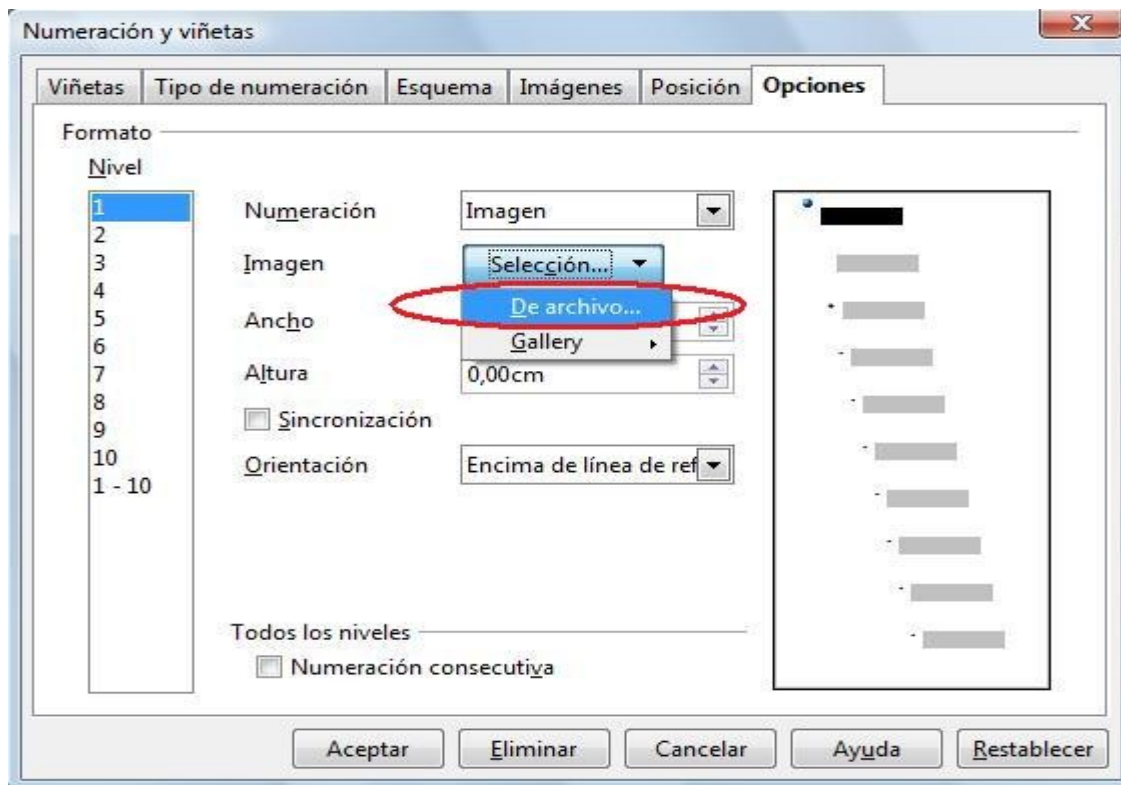 Numeración y viñetas
Viñetas Tipo de numeración Esquema Imágenes Posición Opciones
Formato
Nivel
1
2
3
4
5
6
7
8
9
10
1 - 10
Numeración Imagen
Imagen Selección...
De archivo...
Ancho
Gallery
Altura 0,00cm
Sincronización
Orientación Encima de línea de ref
Todos los niveles
Numeración consecutiva
Aceptar Eliminar Cancelar Ayuda Restablecer